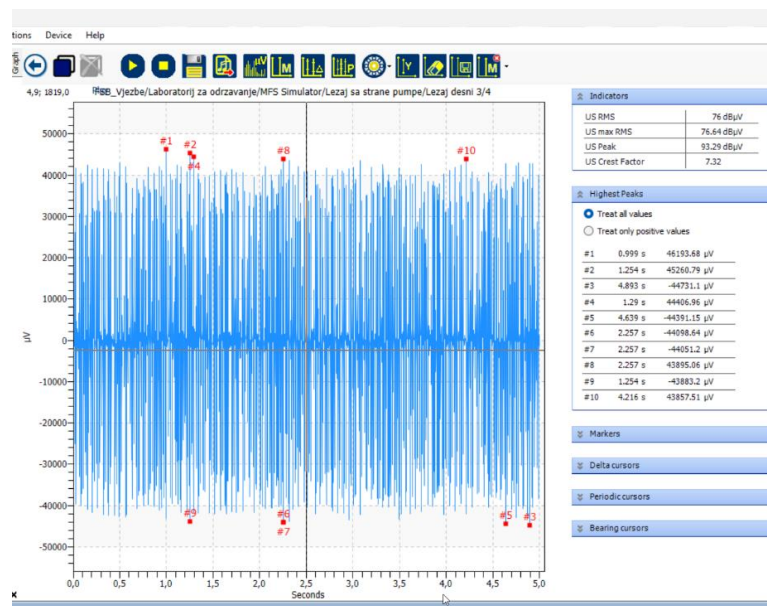 tions Device Help
Graph
4,9; 1819,0
FSB_Vjezbe/Laboratorij za odrzavanje/MFS Simulator/Lezaj sa strane pumpe/Lezaj desni 3/4
50000
40000
30000
20000
10000
0
-10000
-20000
-30000
-40000
-50000
µV
#1
#2
#4
#8
#10
#9
#6
#7
#5
#3
0,0 0,5 1,0 1,5 2,0 2,5 3,0 3,5 4,0 4,5 5,0
Seconds
x
Indicators
US RMS 76 dBµV
US max RMS 76.64 dBµV
US Peak 93.29 dBµV
US Crest Factor 7.32
Highest Peaks
Treat all values
Treat only positive values
#1 0.999 s 46193.68 µV
#2 1.254 s 45260.79 µV
#3 4.893 s -44731.1 µV
#4 1.29 s 44406.96 µV
#5 4.639 s -44391.15 µV
#6 2.257 s -44098.64 µV
#7 2.257 s -44051.2 µV
#8 2.257 s 43895.06 µV
#9 1.254 s -43883.2 µV
#10 4.216 s 43857.51 µV
Markers
Delta cursors
Periodic cursors
Bearing cursors